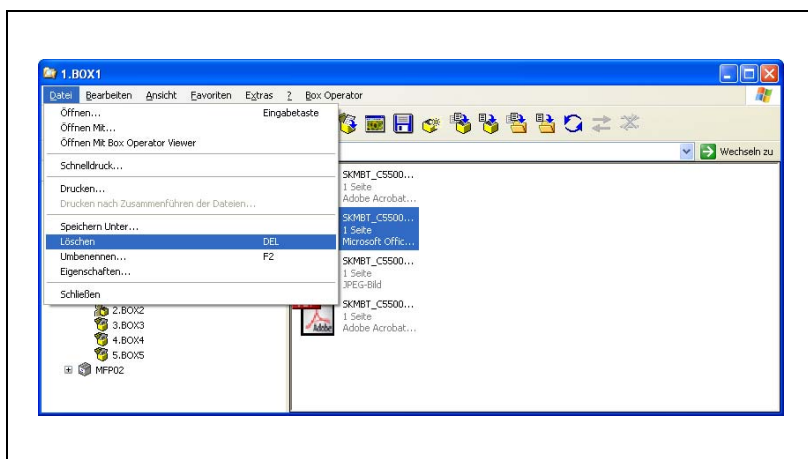 1.BOX1
Datei Bearbeiten Ansicht Favoriten Extras ? Box Operator
Öffnen... Eingabetaste
Öffnen Mit...
Öffnen Mit Box Operator Viewer
Wechseln zu
Schnelldruck...
Drucken...
Drucken nach Zusammenführen der Dateien...
Speichern Unter...
Löschen DEL
Umbenennen... F2
Eigenschaften...
Schließen
2.BOX2
3.BOX3
4.BOX4
5.BOX5
MFP02
SKMBT_C5500...
1 Seite
Adobe Acrobat...
SKMBT_C5500...
1 Seite
Microsoft Offic...
SKMBT_C5500...
1 Seite
JPEG-Bild
SKMBT_C5500...
1 Seite
Adobe Acrobat...
Adobe